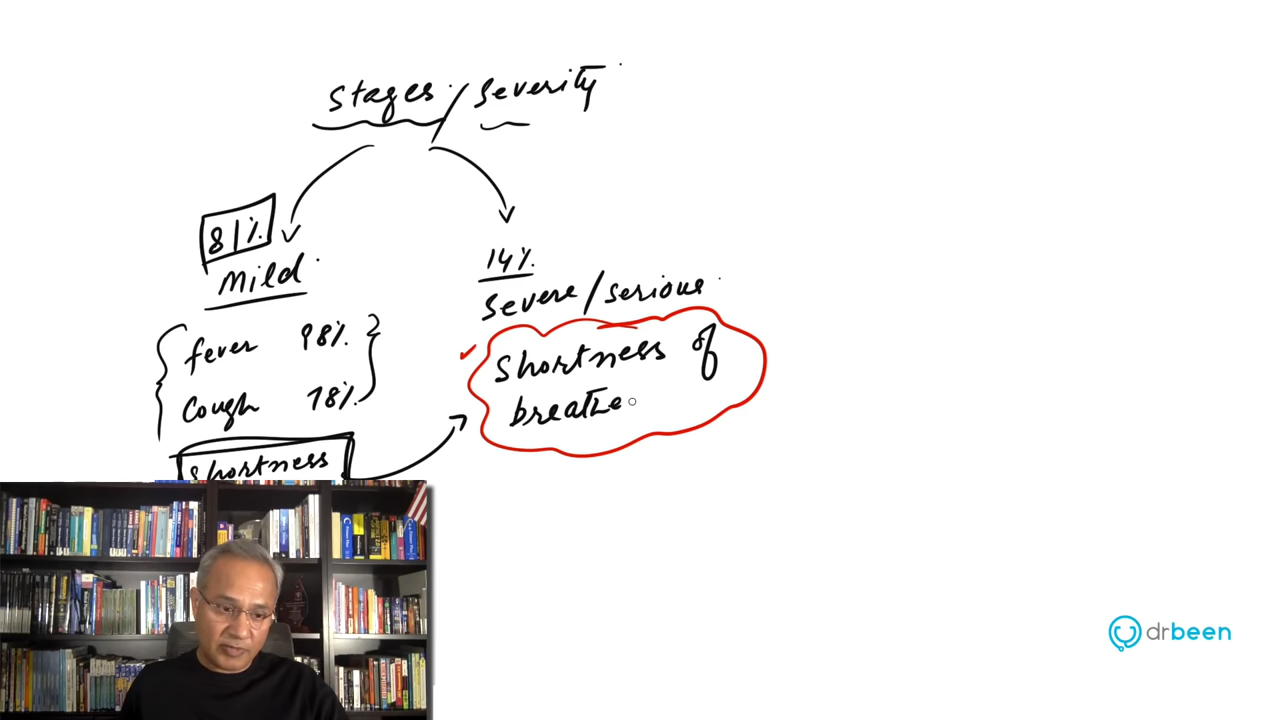 Stages / Severity
81%
Mild
fever 98%
cough 78%
Shortness
14%
Severe / Serious
Shortness of
breathe
drbeen